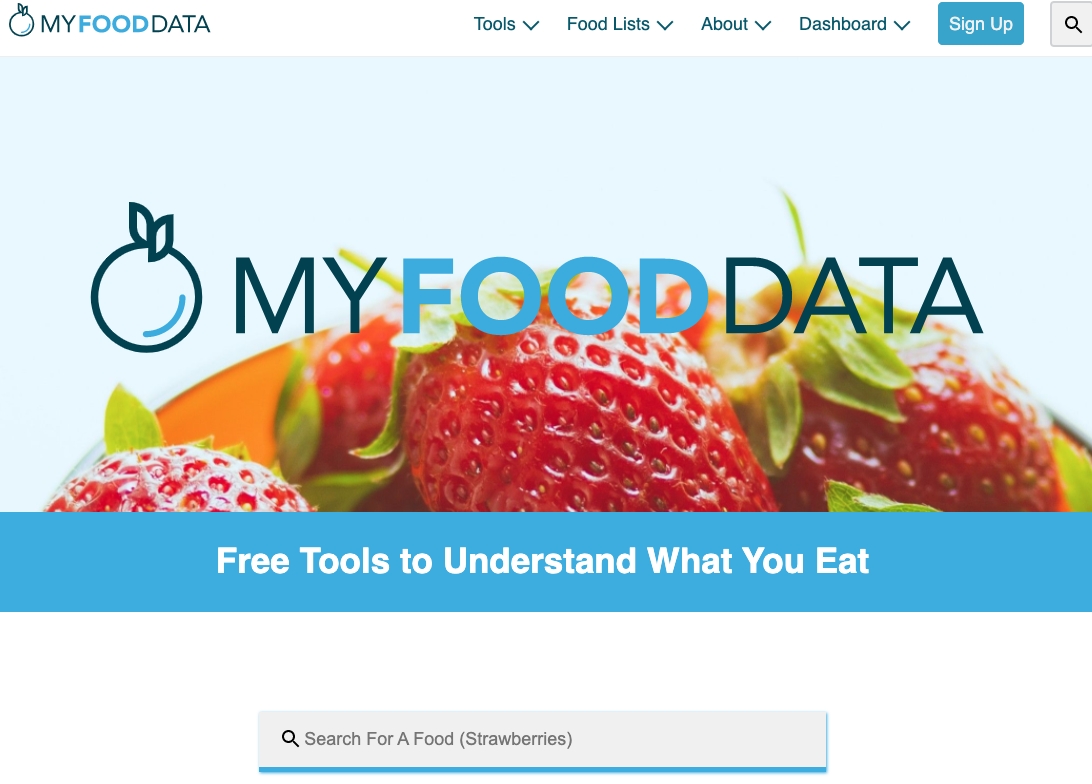 MYFOODDATA
Tools Food Lists About Dashboard Sign Up
MYFOODDATA
Free Tools to Understand What You Eat
Search For A Food (Strawberries)